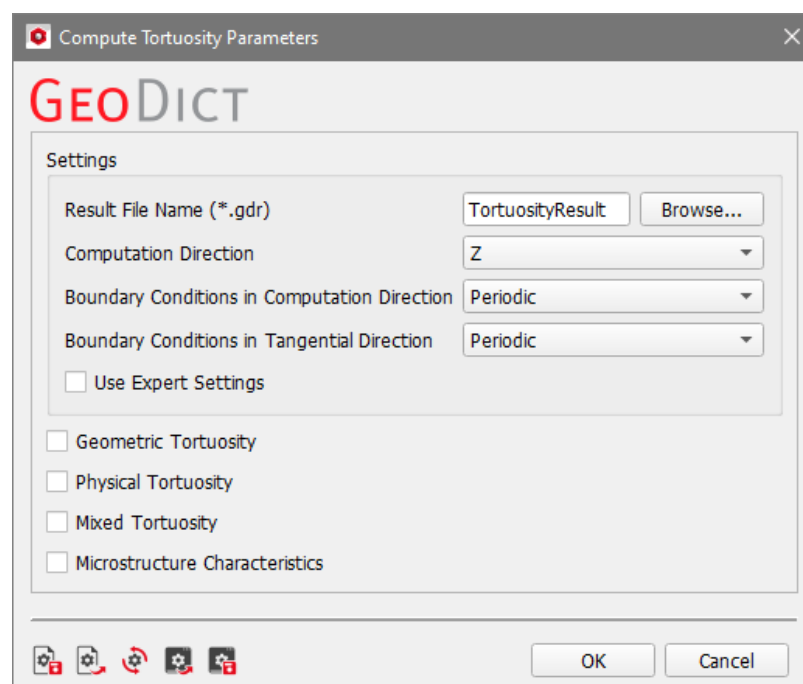 Compute Tortuosity Parameters
GEODICT
Settings
Result File Name (*.gdr) TortuosityResult Browse...
Computation Direction Z
Boundary Conditions in Computation Direction Periodic
Boundary Conditions in Tangential Direction Periodic
Use Expert Settings
Geometric Tortuosity
Physical Tortuosity
Mixed Tortuosity
Microstructure Characteristics
OK Cancel